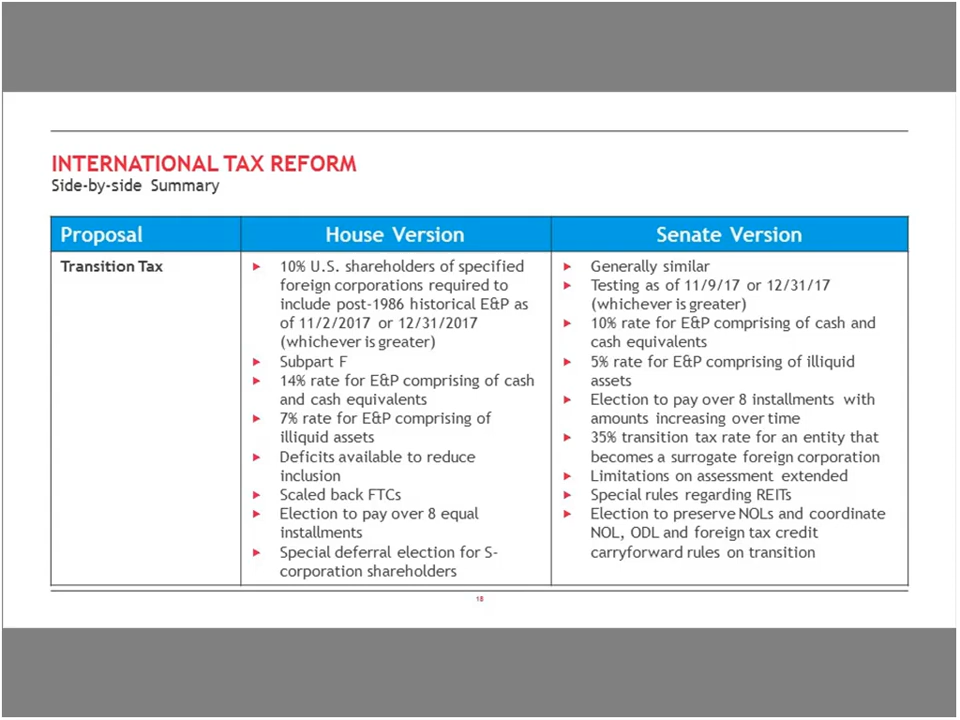 INTERNATIONAL TAX REFORM
Side-by-side Summary
Proposal
House Version
Senate Version
Transition Tax
10% U.S. shareholders of specified
foreign corporations required to
include post-1986 historical E&P as
of 11/2/2017 or 12/31/2017
(whichever is greater)
Subpart F
14% rate for E&P comprising of cash
and cash equivalents
7% rate for E&P comprising of
illiquid assets
Deficits available to reduce
inclusion
Scaled back FTCs
Election to pay over 8 equal
installments
Special deferral election for S-
corporation shareholders
Generally similar
Testing as of 11/9/17 or 12/31/17
(whichever is greater)
10% rate for E&P comprising of cash and
cash equivalents
5% rate for E&P comprising of illiquid
assets
Election to pay over 8 installments with
amounts increasing over time
35% transition tax rate for an entity that
becomes a surrogate foreign corporation
Limitations on assessment extended
Special rules regarding REITs
Election to preserve NOLs and coordinate
NOL, ODL and foreign tax credit
carryforward rules on transition
18